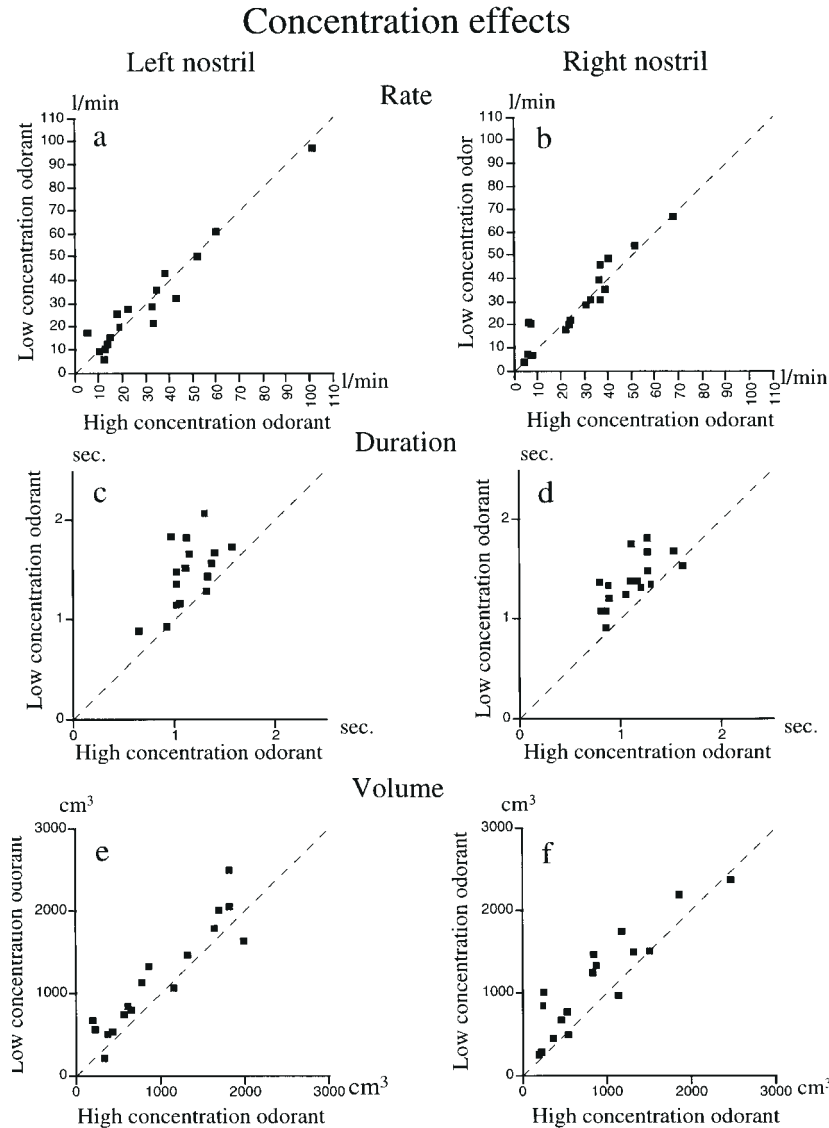 Concentration effects
Left nostril
Right nostril
Rate
l/min
l/min
a
b
Low concentration odorant
Low concentration odor
110
100
90
80
70
60
50
40
30
20
10
0
110
100
90
80
70
60
50
40
30
20
10
0
0 10 20 30 40 50 60 70 80 90 100 110 l/min
0 10 20 30 40 50 60 70 80 90 100 110 l/min
High concentration odorant
High concentration odorant
Duration
sec.
sec.
c
d
Low concentration odorant
Low concentration odorant
2
1
0
2
1
0
0 1 2 sec.
0 1 2 sec.
High concentration odorant
High concentration odorant
Volume
cm³
cm³
e
f
Low concentration odorant
Low concentration odorant
3000
2000
1000
0
3000
2000
1000
0
0 1000 2000 3000 cm³
0 1000 2000 3000 cm³
High concentration odorant
High concentration odorant